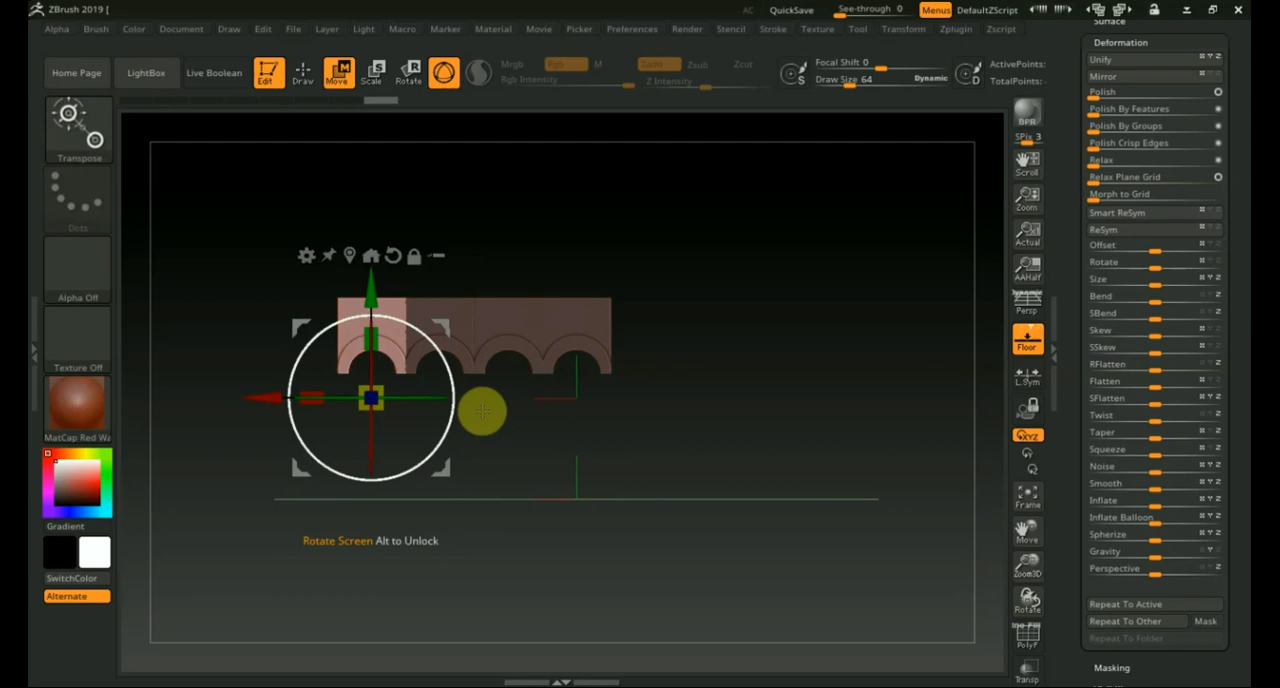 ZBrush 2019 [
AC QuickSave See-through 0 Menus DefaultZScript
Alpha Brush Color Document Draw Edit File Layer Light Macro Marker Material Movie Picker Preferences Render Stencil Stroke Texture Tool Transform Zplugin Zscript
Home Page LightBox Live Boolean Edit Draw Move Scale Rotate
Mrgb Rgb M Zadd Zsub Zcut
Rgb Intensity Z Intensity
Focal Shift 0
Draw Size 64 Dynamic
S D
ActivePoints:
TotalPoints:
Transpose
Dots
Alpha Off
Texture Off
MatCap Red Wa
Gradient
SwitchColor
Alternate
Rotate Screen Alt to Unlock
BPR
SPix 3
Scroll
Zoom
Actual
AAHalf
Dynamic
Persp
Floor
L.Sym
XYZ
Frame
Move
Zoom3D
Rotate
PolyF
Transp
Surface
Deformation
Unify
Mirror
Polish
Polish By Features
Polish By Groups
Polish Crisp Edges
Relax
Relax Plane Grid
Morph to Grid
Smart ReSym
ReSym
Offset
Rotate
Size
Bend
SBend
Skew
SSkew
RFlatten
Flatten
SFlatten
Twist
Taper
Squeeze
Noise
Smooth
Inflate
Inflate Balloon
Spherize
Gravity
Perspective
Repeat To Active
Repeat To Other Mask
Repeat To Folder
Masking